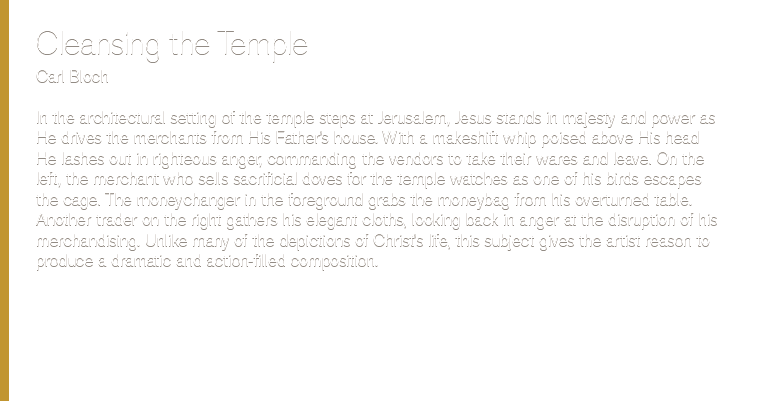 Cleansing the Temple
Carl Bloch
In the architectural setting of the temple steps at Jerusalem, Jesus stands in majesty and power as
He drives the merchants from His Father's house. With a makeshift whip poised above His head
He lashes out in righteous anger, commanding the vendors to take their wares and leave. On the
left, the merchant who sells sacrificial doves for the temple watches as one of his birds escapes
the cage. The moneychanger in the foreground grabs the moneybag from his overturned table.
Another trader on the right gathers his elegant cloths, looking back in anger at the disruption of his
merchandising. Unlike many of the depictions of Christ's life, this subject gives the artist reason to
produce a dramatic and action-filled composition.